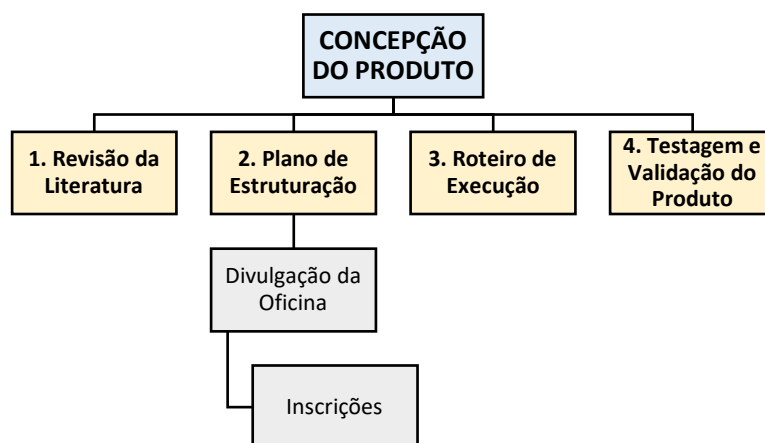 CONCEPÇÃO
DO PRODUTO
1. Revisão da
Literatura
2. Plano de
Estruturação
3. Roteiro de
Execução
4. Testagem e
Validação do
Produto
Divulgação da
Oficina
Inscrições